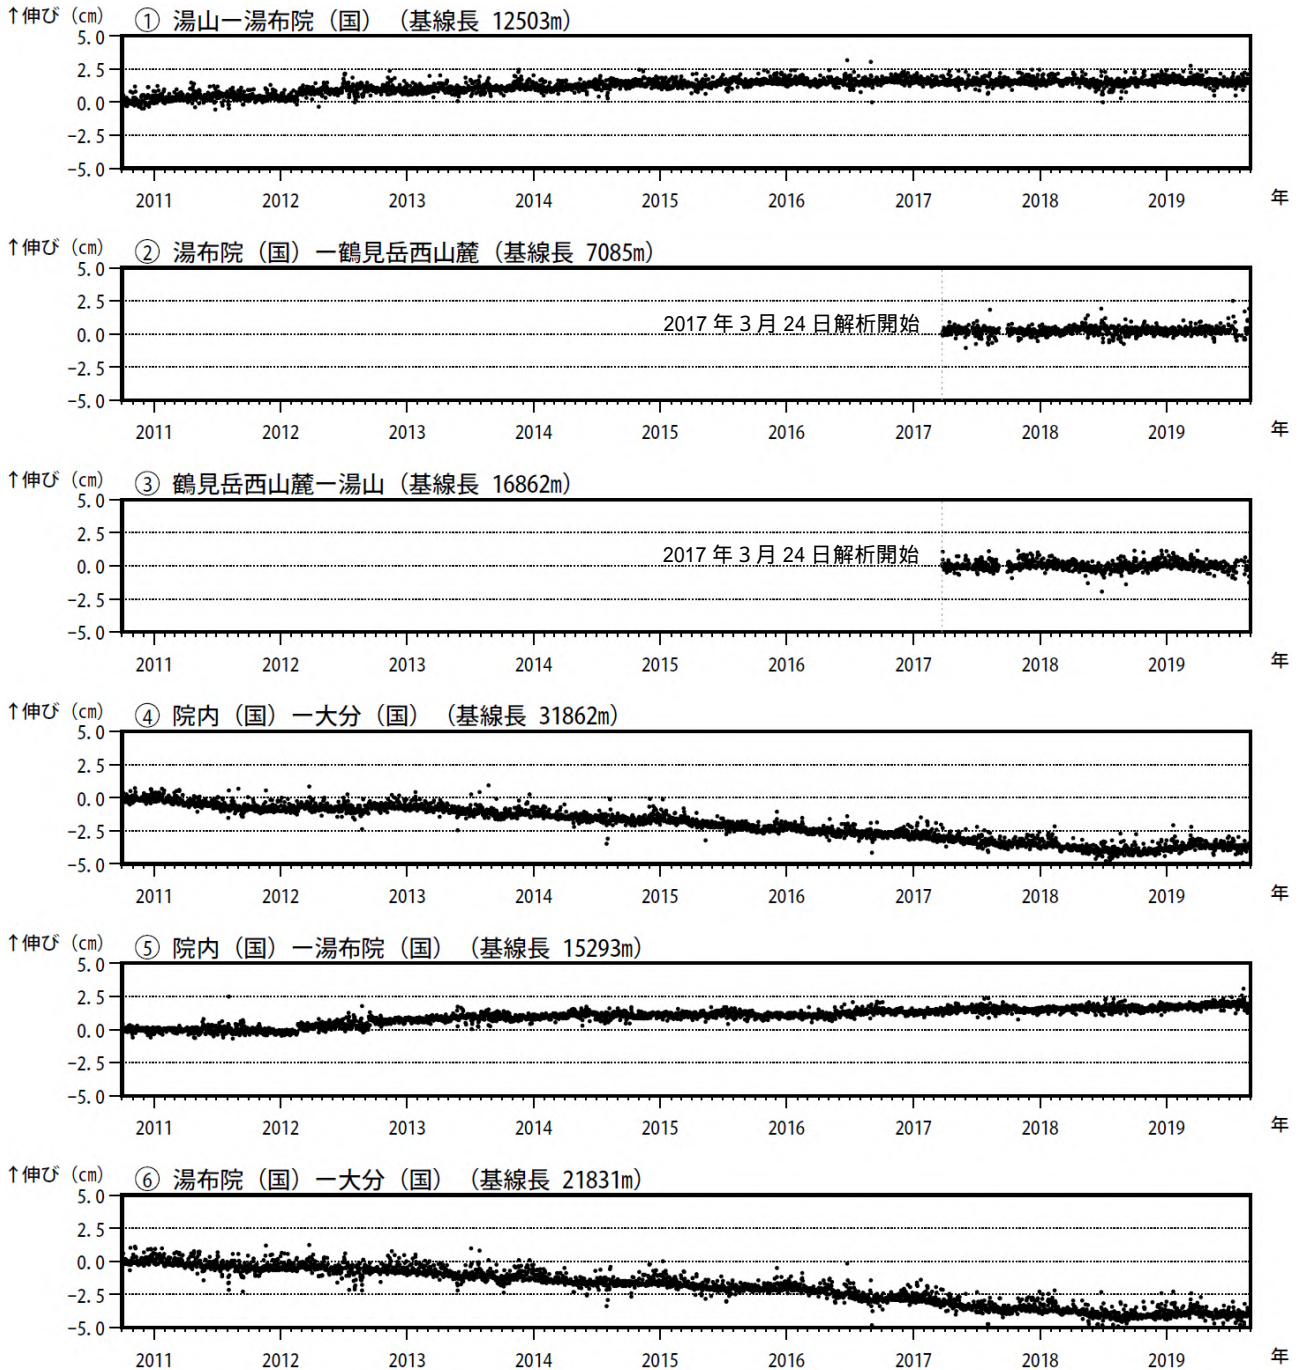 ↑伸び (cm) ① 湯山ー湯布院（国）（基線長 12503m）
5.0
2.5
0.0
−2.5
−5.0
2011 2012 2013 2014 2015 2016 2017 2018 2019 年
↑伸び (cm) ② 湯布院（国）ー鶴見岳西山麓（基線長 7085m）
5.0
2.5
2017 年 3 月 24 日解析開始
0.0
−2.5
−5.0
2011 2012 2013 2014 2015 2016 2017 2018 2019 年
↑伸び (cm) ③ 鶴見岳西山麓ー湯山（基線長 16862m）
5.0
2.5
2017 年 3 月 24 日解析開始
0.0
−2.5
−5.0
2011 2012 2013 2014 2015 2016 2017 2018 2019 年
↑伸び (cm) ④ 院内（国）ー大分（国）（基線長 31862m）
5.0
2.5
0.0
−2.5
−5.0
2011 2012 2013 2014 2015 2016 2017 2018 2019 年
↑伸び (cm) ⑤ 院内（国）ー湯布院（国）（基線長 15293m）
5.0
2.5
0.0
−2.5
−5.0
2011 2012 2013 2014 2015 2016 2017 2018 2019 年
↑伸び (cm) ⑥ 湯布院（国）ー大分（国）（基線長 21831m）
5.0
2.5
0.0
−2.5
−5.0
2011 2012 2013 2014 2015 2016 2017 2018 2019 年